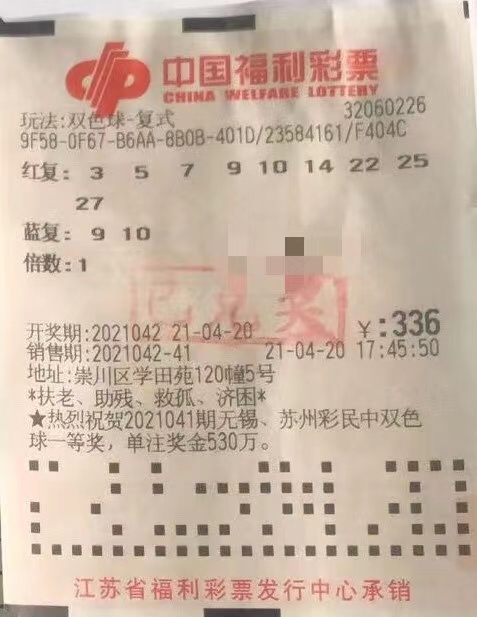 中国福利彩票
CHINA WELFARE LOTTERY
玩法:双色球-复式 32060226
9F58-0F67-B6AA-8B0B-401D/23584161/F404C
红复: 3 5 7 9 10 14 22 25
27
蓝复: 9 10
倍数:1
已兑奖
开奖期:2021042 21-04-20 ¥:336
销售期:2021042-41 21-04-20 17:45:50
地址:崇川区学田苑120幢5号
*扶老、助残、救孤、济困*
★热烈祝贺2021041期无锡、苏州彩民中双色
球一等奖，单注奖金530万。
江苏省福利彩票发行中心承销